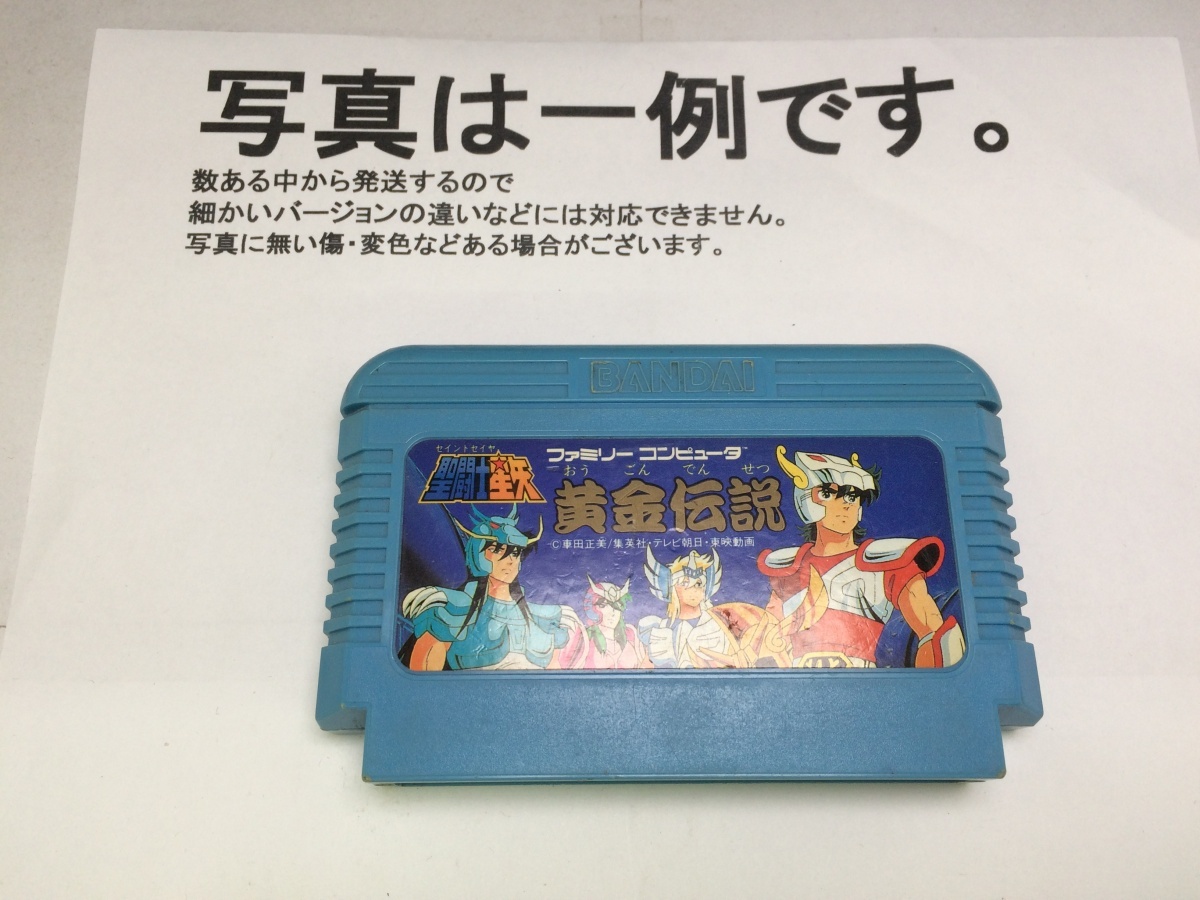 写真は一例です。
数ある中から発送するので
細かいバージョンの違いなどには対応できません。
写真に無い傷・変色などある場合がございます。
BANDAI
セイントセイヤ
聖闘士星矢
ファミリー コンピュータ™
おう ごん でん せつ
黄金伝説
©車田正美/集英社・テレビ朝日・東映動画